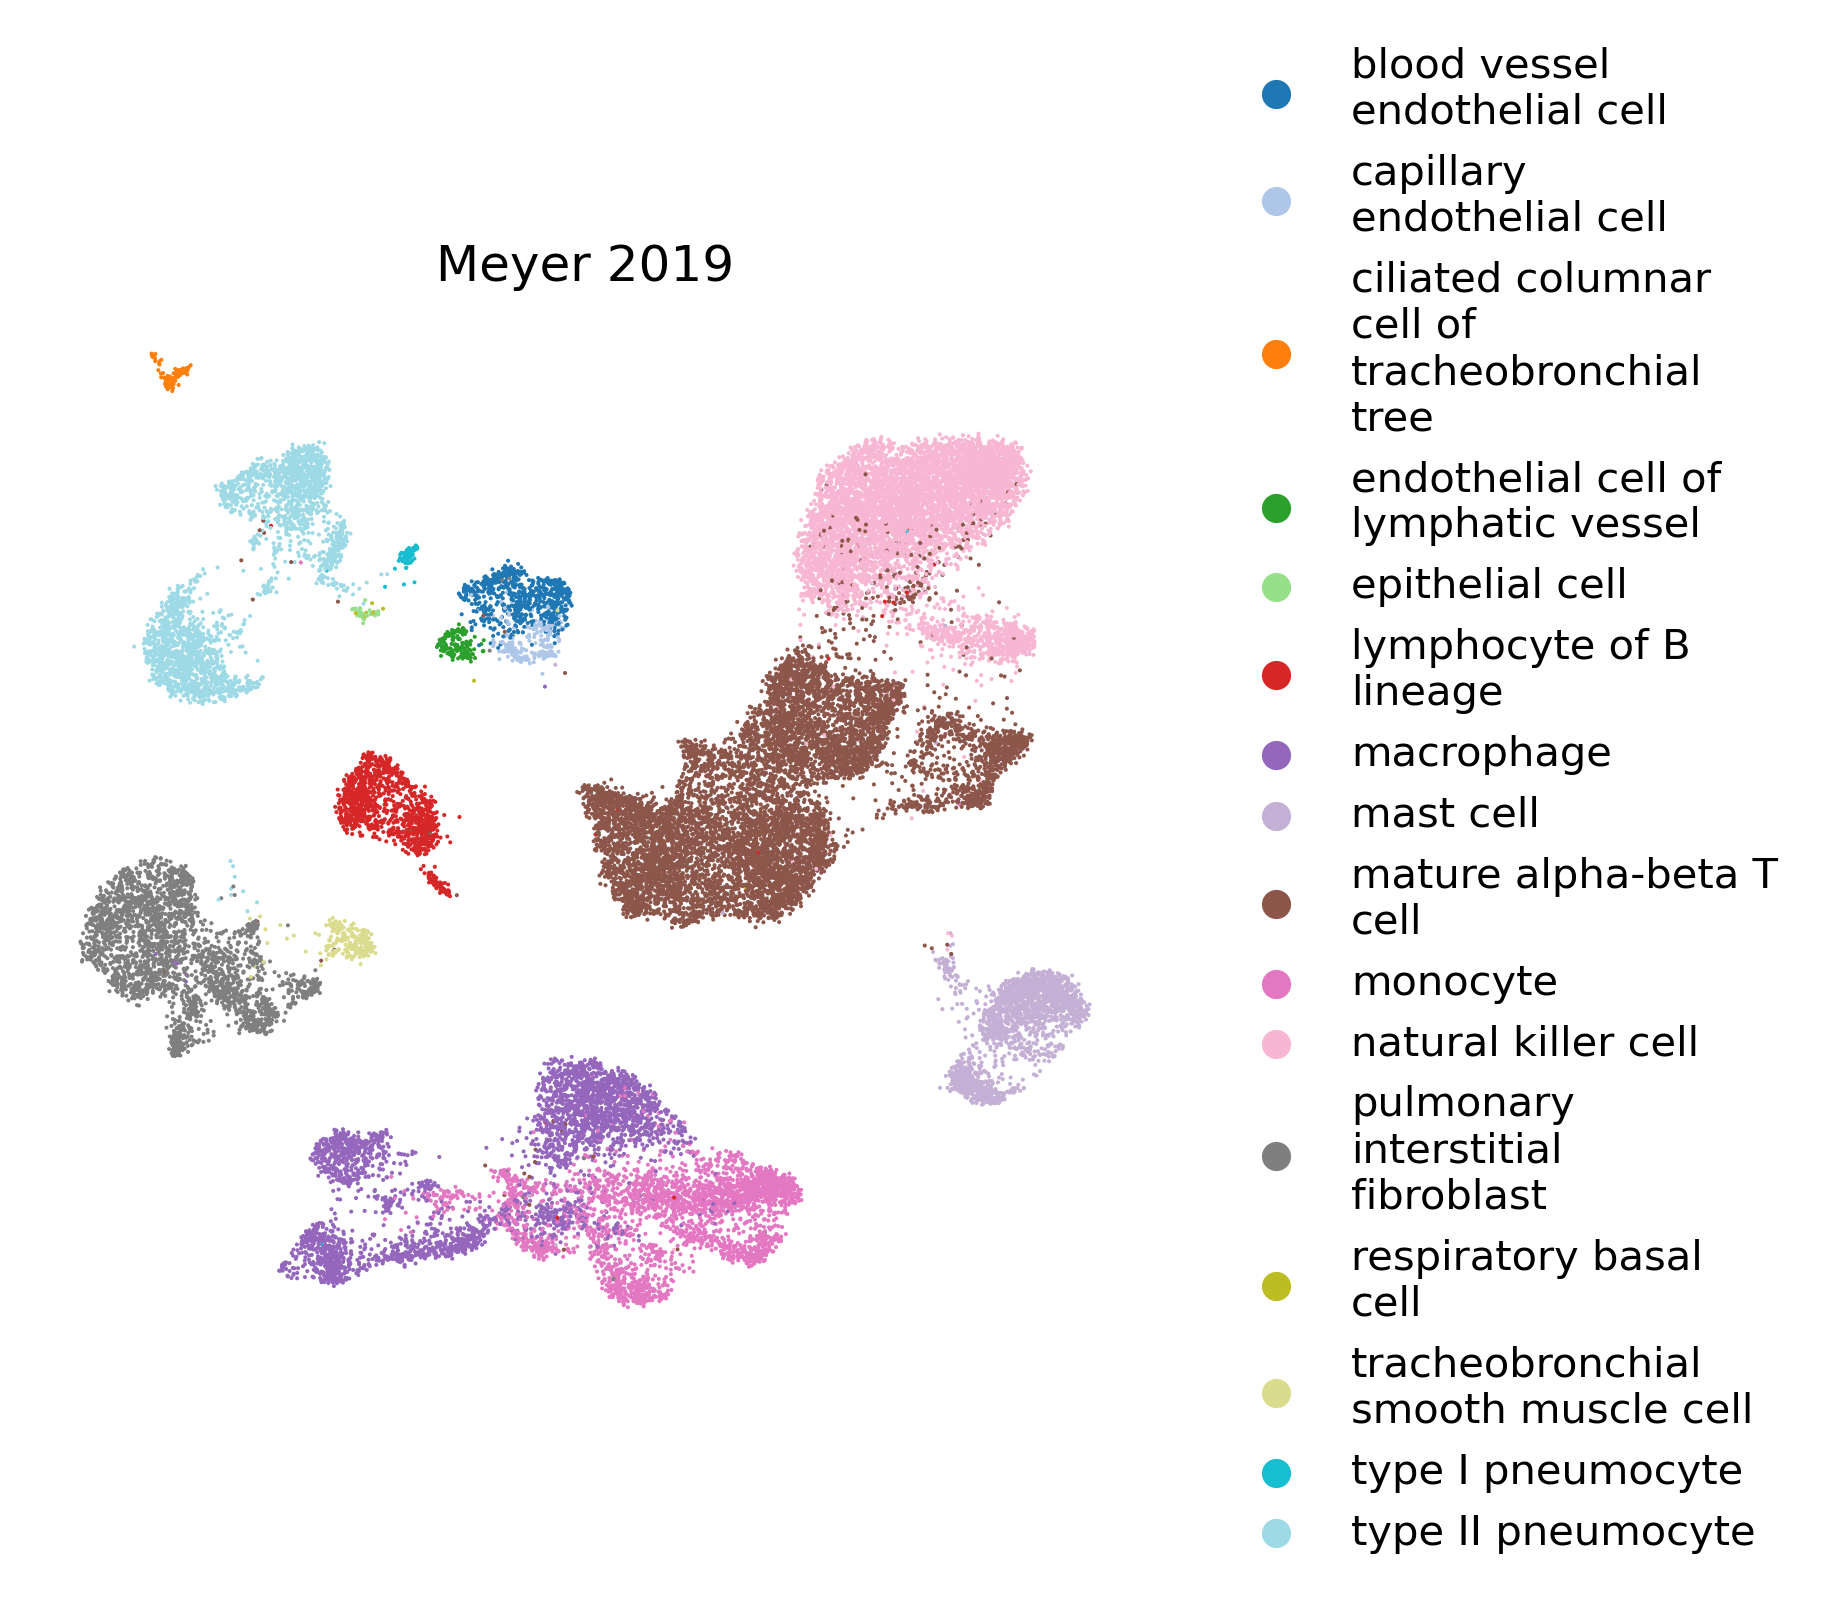 Meyer 2019
blood vessel
endothelial cell
capillary
endothelial cell
ciliated columnar
cell of
tracheobronchial
tree
endothelial cell of
lymphatic vessel
epithelial cell
lymphocyte of B
lineage
macrophage
mast cell
mature alpha-beta T
cell
monocyte
natural killer cell
pulmonary
interstitial
fibroblast
respiratory basal
cell
tracheobronchial
smooth muscle cell
type I pneumocyte
type II pneumocyte